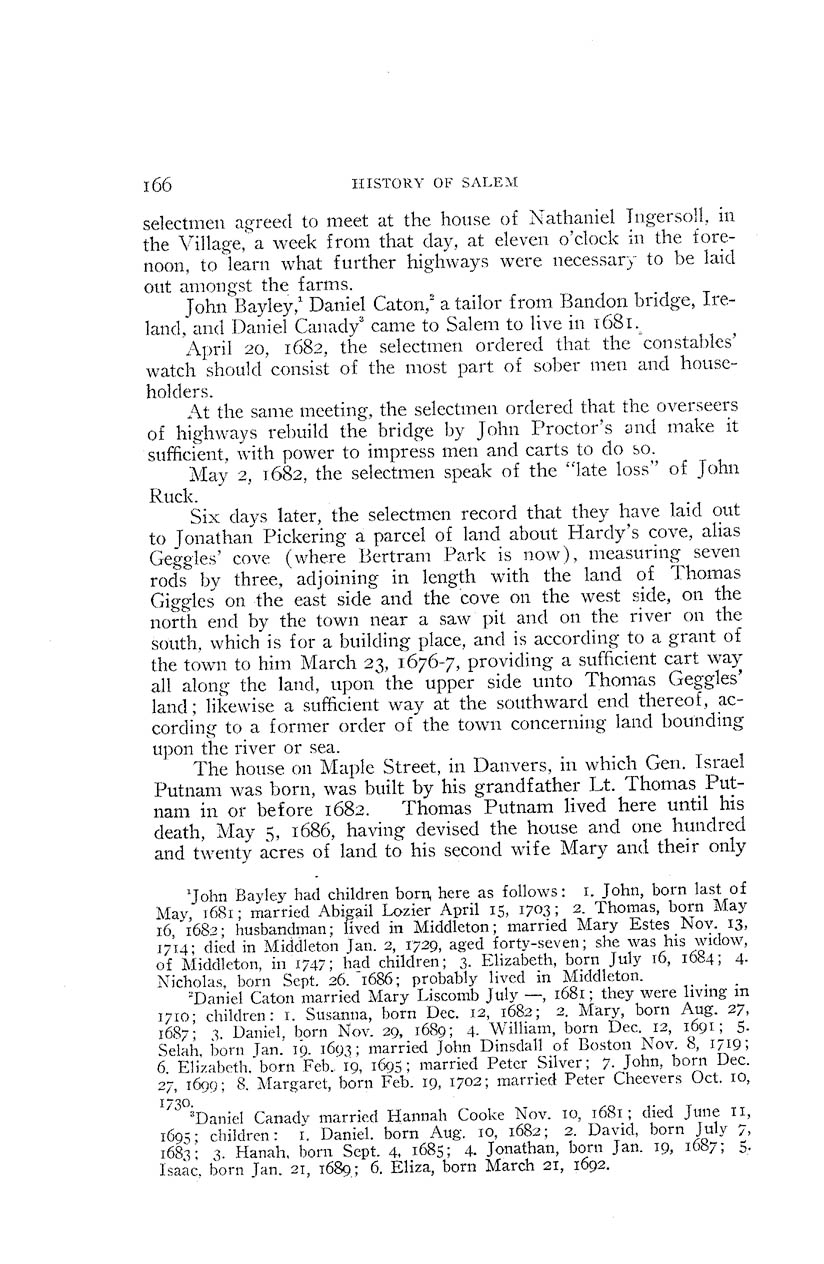 166 HISTORY OF SALEM
selectmen agreed to meet at the house of Nathaniel Ingersoll, in
the Village, a week from that day, at eleven o'clock in the fore-
noon, to learn what further highways were necessary to be laid
out amongst the farms.
John Bayley,¹ Daniel Caton,² a tailor from Bandon bridge, Ire-
land, and Daniel Canady³ came to Salem to live in 1681.
April 20, 1682, the selectmen ordered that the constables'
watch should consist of the most part of sober men and house-
holders.
At the same meeting, the selectmen ordered that the overseers
of highways rebuild the bridge by John Proctor's and make it
sufficient, with power to impress men and carts to do so.
May 2, 1682, the selectmen speak of the "late loss" of John
Ruck.
Six days later, the selectmen record that they have laid out
to Jonathan Pickering a parcel of land about Hardy's cove, alias
Geggles' cove (where Bertram Park is now), measuring seven
rods by three, adjoining in length with the land of Thomas
Giggles on the east side and the cove on the west side, on the
north end by the town near a saw pit and on the river on the
south, which is for a building place, and is according to a grant of
the town to him March 23, 1676-7, providing a sufficient cart way
all along the land, upon the upper side unto Thomas Geggles'
land; likewise a sufficient way at the southward end thereof, ac-
cording to a former order of the town concerning land bounding
upon the river or sea.
The house on Maple Street, in Danvers, in which Gen. Israel
Putnam was born, was built by his grandfather Lt. Thomas Put-
nam in or before 1682. Thomas Putnam lived here until his
death, May 5, 1686, having devised the house and one hundred
and twenty acres of land to his second wife Mary and their only
¹John Bayley had children born, here as follows: 1. John, born last of
May, 1681; married Abigail Lozier April 15, 1703; 2. Thomas, born May
16, 1682; husbandman; lived in Middleton; married Mary Estes Nov. 13,
1714; died in Middleton Jan. 2, 1729, aged forty-seven; she was his widow,
of Middleton, in 1747; had children; 3. Elizabeth, born July 16, 1684; 4.
Nicholas, born Sept. 26. 1686; probably lived in Middleton.
²Daniel Caton married Mary Liscomb July —, 1681; they were living in
1710; children: 1. Susanna, born Dec. 12, 1682; 2. Mary, born Aug. 27,
1687; 3. Daniel, born Nov. 29, 1689; 4. William, born Dec. 12, 1691; 5.
Selah, born Jan. 19. 1693; married John Dinsdall of Boston Nov. 8, 1719;
6. Elizabeth, born Feb. 19, 1695; married Peter Silver; 7. John, born Dec.
27, 1699; 8. Margaret, born Feb. 19, 1702; married Peter Cheevers Oct. 10,
1730.
³Daniel Canady married Hannah Cooke Nov. 10, 1681; died June 11,
1695; children: 1. Daniel. born Aug. 10, 1682; 2. David, born July 7,
1683; 3. Hanah, born Sept. 4, 1685; 4. Jonathan, born Jan. 19, 1687; 5.
Isaac, born Jan. 21, 1689; 6. Eliza, born March 21, 1692.